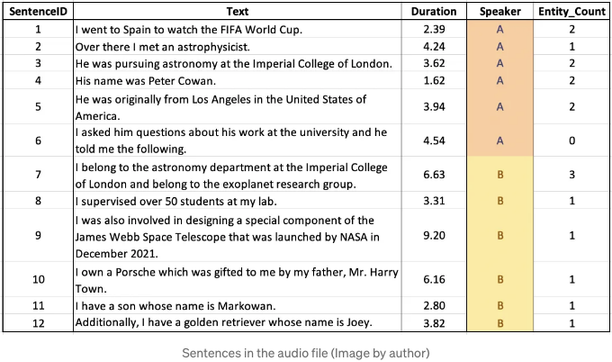 SentenceID Text Duration Speaker Entity_Count
1 I went to Spain to watch the FIFA World Cup. 2.39 A 2
2 Over there I met an astrophysicist. 4.24 A 1
3 He was pursuing astronomy at the Imperial College of London. 3.62 A 2
4 His name was Peter Cowan. 1.62 A 2
5 He was originally from Los Angeles in the United States of
America. 3.94 A 2
6 I asked him questions about his work at the university and he
told me the following. 4.54 A 0
7 I belong to the astronomy department at the Imperial College
of London and belong to the exoplanet research group. 6.63 B 3
8 I supervised over 50 students at my lab. 3.31 B 1
9 I was also involved in designing a special component of the
James Webb Space Telescope that was launched by NASA in
December 2021. 9.20 B 1
10 I own a Porsche which was gifted to me by my father, Mr. Harry
Town. 6.16 B 1
11 I have a son whose name is Markowan. 2.80 B 1
12 Additionally, I have a golden retriever whose name is Joey. 3.82 B 1
Sentences in the audio file (Image by author)